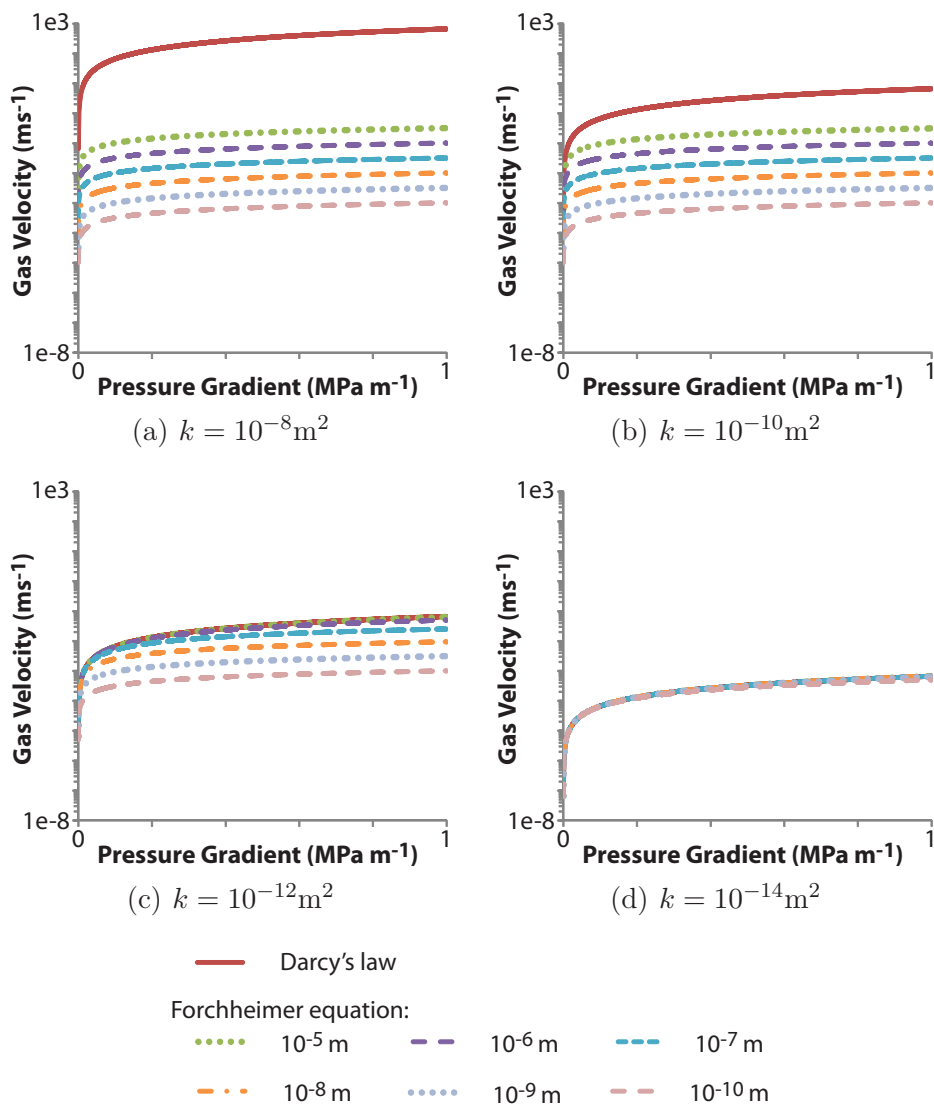 1e3
Gas Velocity (ms-1)
1e-8
0
1
Pressure Gradient (MPa m-1)
(a) k = 10−8m2
1e3
Gas Velocity (ms-1)
1e-8
0
1
Pressure Gradient (MPa m-1)
(b) k = 10−10m2
1e3
Gas Velocity (ms-1)
1e-8
0
1
Pressure Gradient (MPa m-1)
(c) k = 10−12m2
1e3
Gas Velocity (ms-1)
1e-8
0
1
Pressure Gradient (MPa m-1)
(d) k = 10−14m2
Darcy's law
Forchheimer equation:
10-5 m 10-6 m 10-7 m
10-8 m 10-9 m 10-10 m